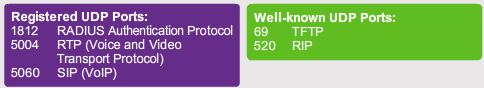 Registered UDP Ports:
1812 RADIUS Authentication Protocol
5004 RTP (Voice and Video
Transport Protocol)
5060 SIP (VoIP)
Well-known UDP Ports:
69 TFTP
520 RIP